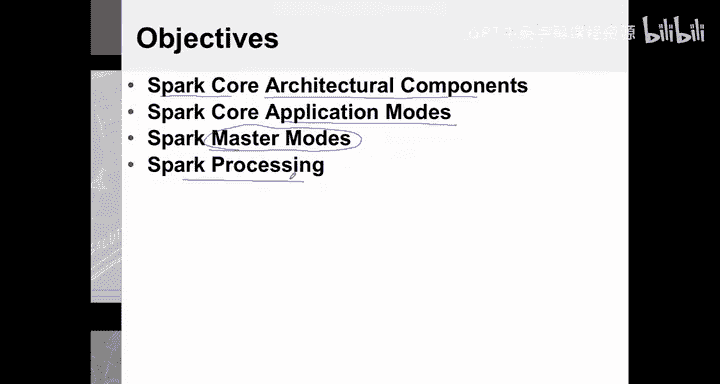 Objectives
bilibili
• Spark Core Architectural Components
• Spark Core Application Modes
• Spark Master Modes
• Spark Processing